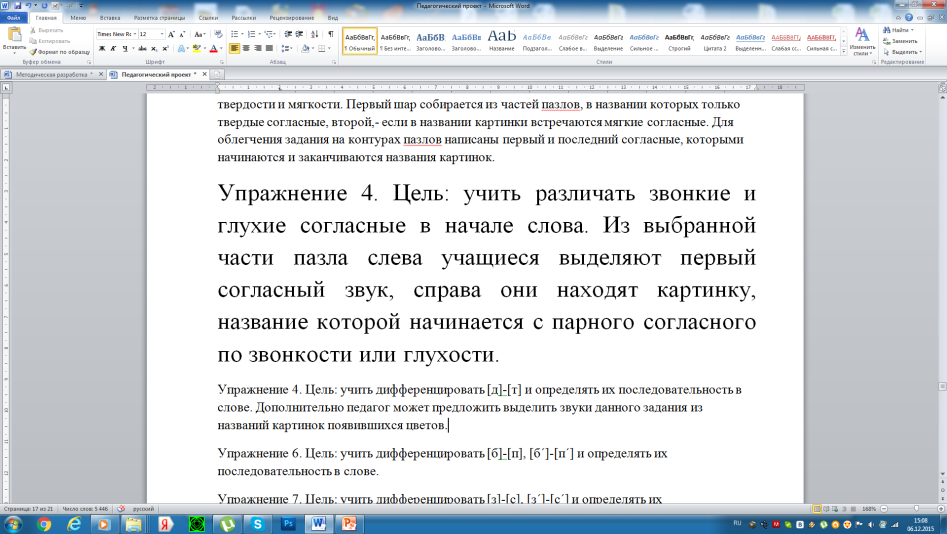 Педагогический проект - Microsoft Word
Файл Главная Меню Вставка Разметка страницы Ссылки Рассылки Рецензирование Вид
Вставить
Вырезать
Копировать
Формат по образцу
Буфер обмена
Times New Ro 12
Шрифт
Абзац
АаБбВвГг, АаБбВвГг, АаБбВ АаБбВв АаЬ АаБбВв АаБбВвГг АаБбВвГг АаБбВвГг АаБбВвГг, АаБбВвГг АаБбВвГг АаБбВвГг, АаБбВвГг,
¶ Обычный ¶ Без инте... Заголово... Заголово... Название Подзагол... Слабое в... Выделение Сильное ... Строгий Цитата 2 Выделенн... Слабая сс... Сильная с...
Стили
Изменить стили
Найти
Заменить
Выделить
Редактирование
Методическая разработка * Педагогический проект *
твердости и мягкости. Первый шар собирается из частей пазлов, в названии которых только
твердые согласные, второй,- если в названии картинки встречаются мягкие согласные. Для
облегчения задания на контурах пазлов написаны первый и последний согласные, которыми
начинаются и заканчиваются названия картинок.
Упражнение 4. Цель: учить различать звонкие и
глухие согласные в начале слова. Из выбранной
части пазла слева учащиеся выделяют первый
согласный звук, справа они находят картинку,
название которой начинается с парного согласного
по звонкости или глухости.
Упражнение 4. Цель: учить дифференцировать [д]-[т] и определять их последовательность в
слове. Дополнительно педагог может предложить выделить звуки данного задания из
названий картинок появившихся цветов.
Упражнение 6. Цель: учить дифференцировать [б]-[п], [б´]-[п´] и определять их
последовательность в слове.
Упражнение 7. Цель: учить дифференцировать [з]-[с], [з´]-[с´] и определять их
Страница: 17 из 21 Число слов: 5 446 русский 168%
RU 15:08
06.12.2015